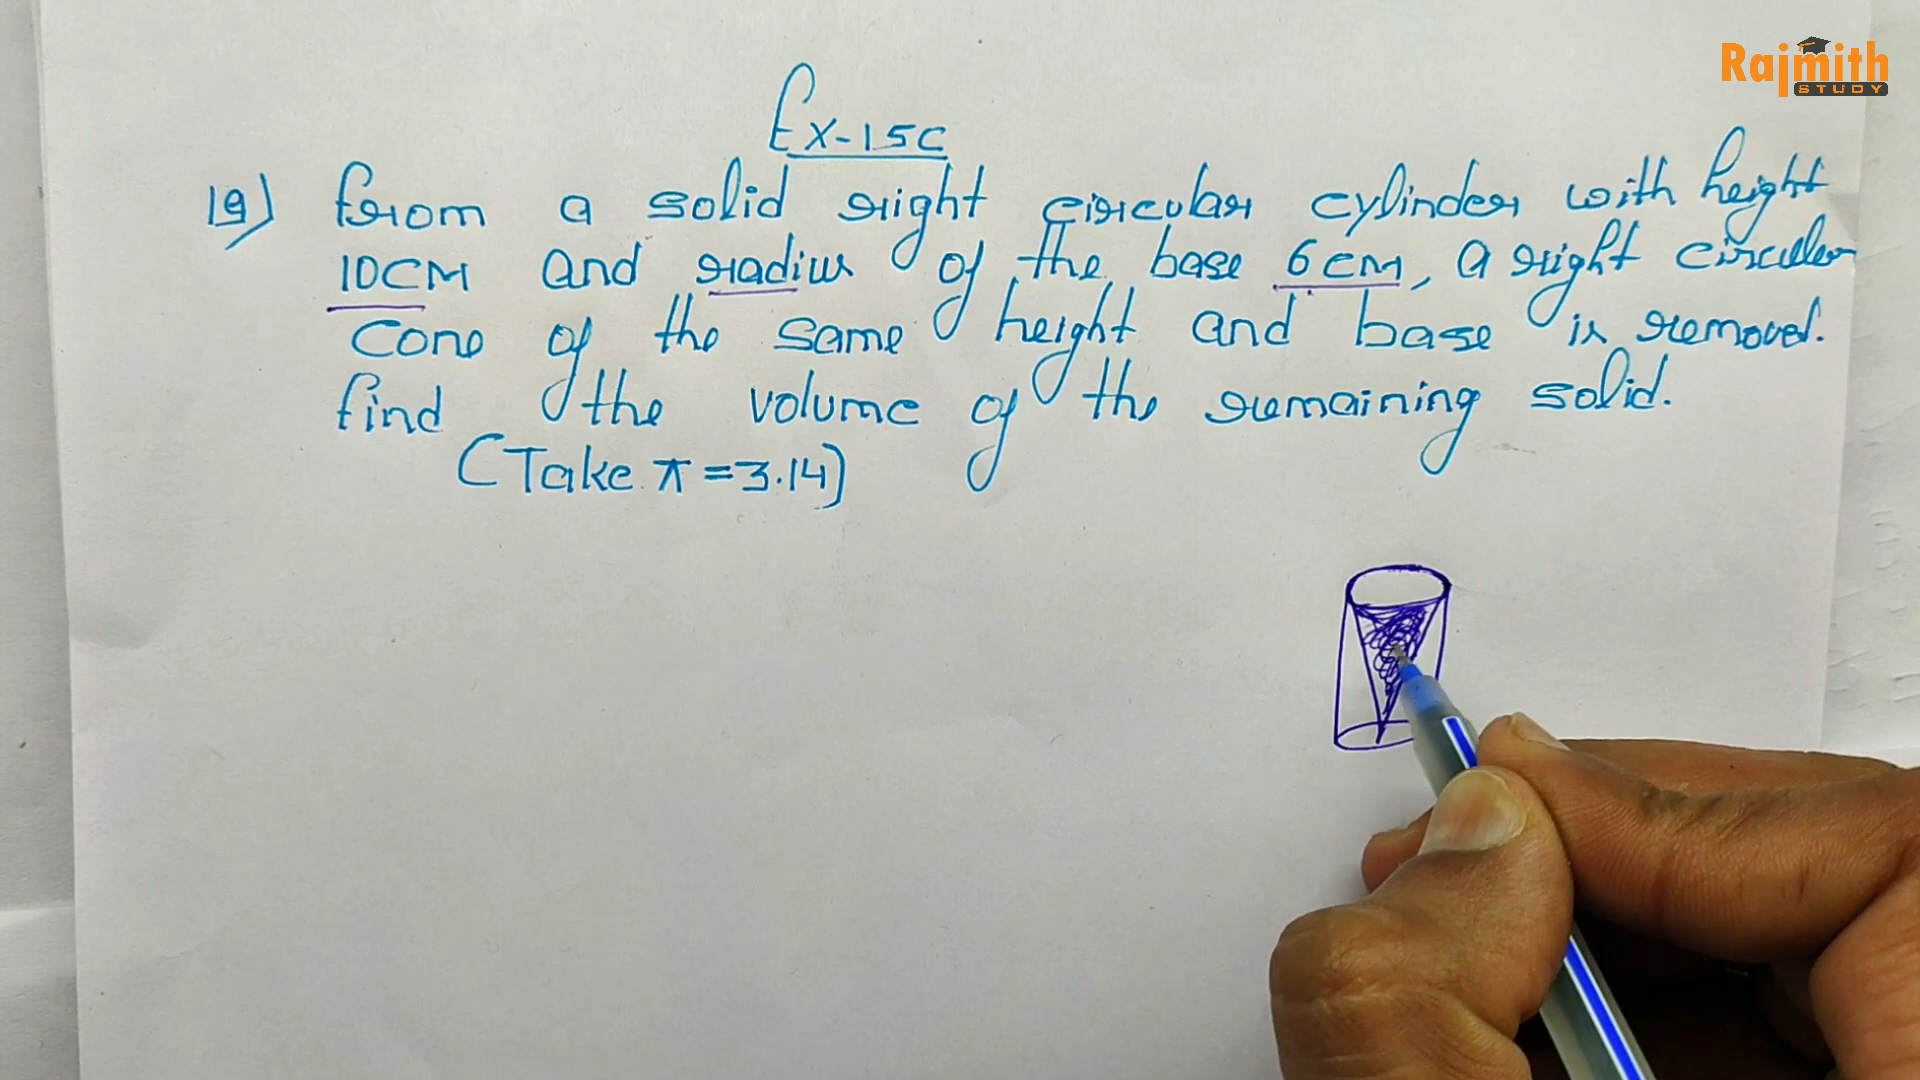 Rajmith
STUDY
Ex-15C
19) from a solid right circular cylinder with height
10CM and radius of the base 6cm, a right circular
cone of the same height and base is removed.
find the volume of the remaining solid.
(Take π=3.14)